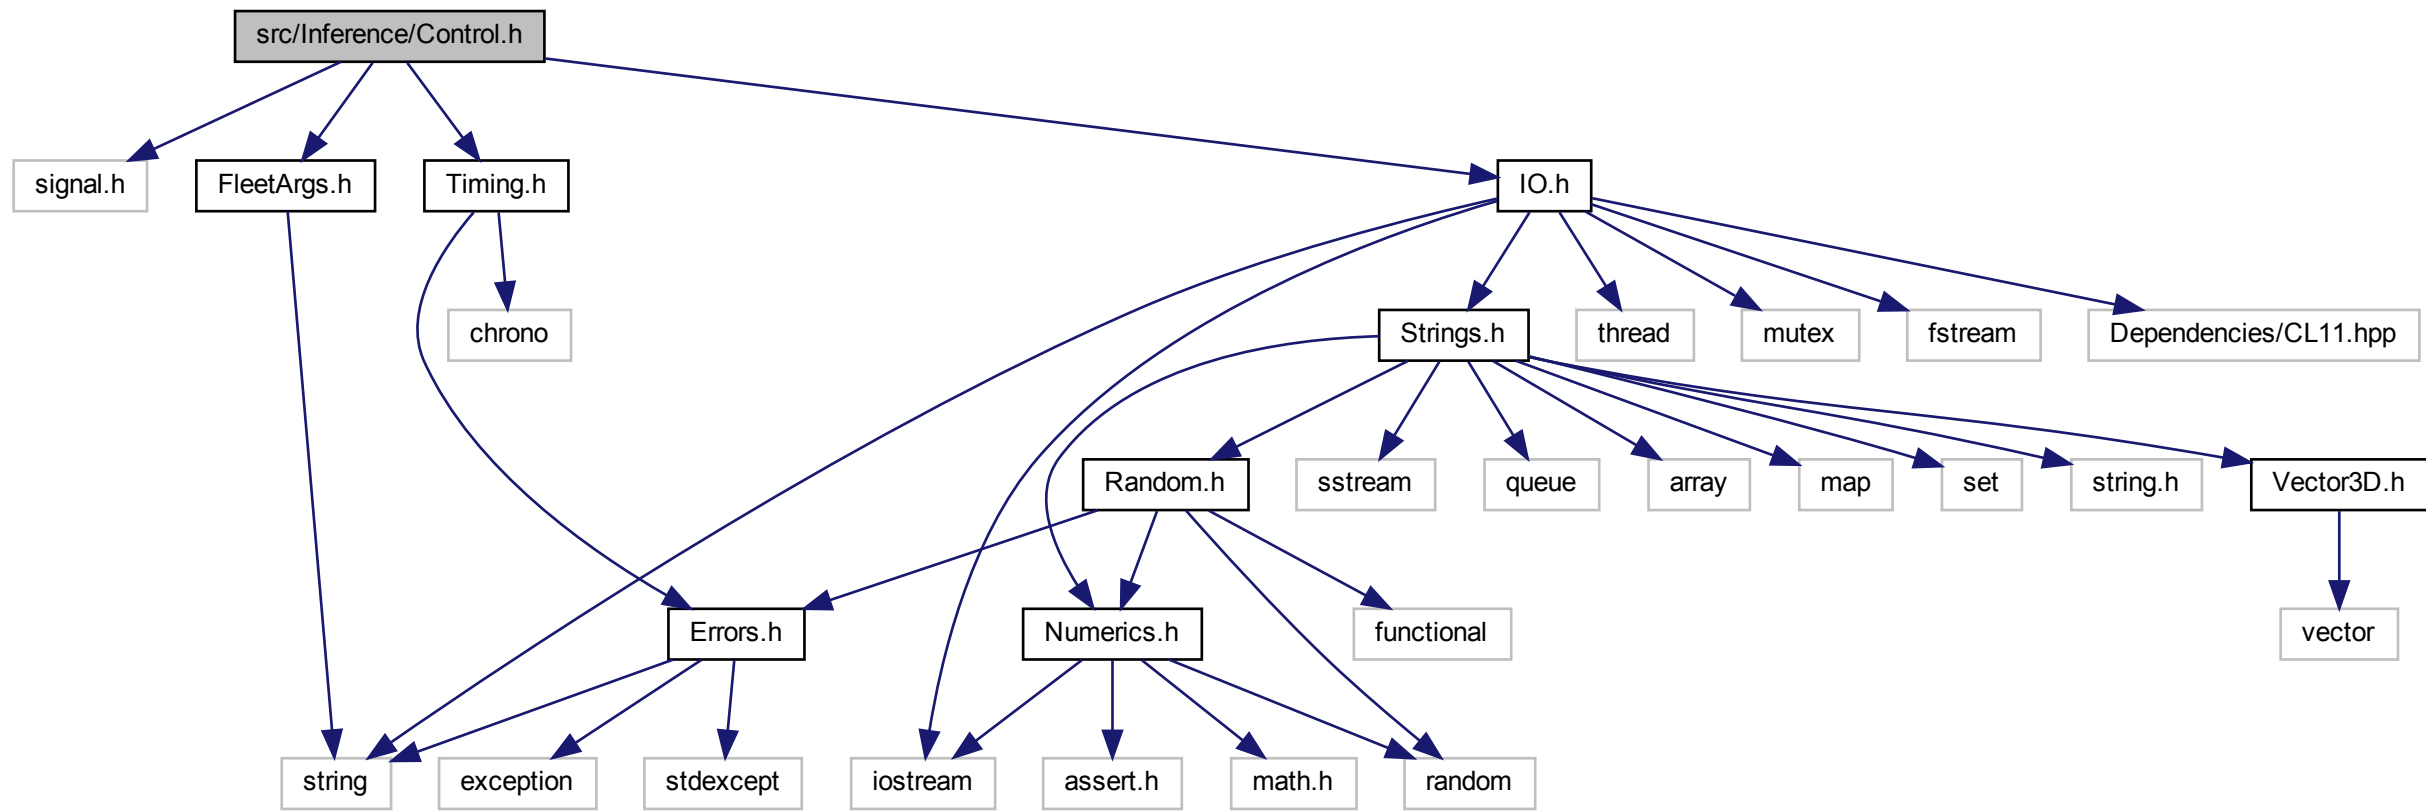 src/Inference/Control.h
signal.h
FleetArgs.h
Timing.h
IO.h
chrono
Strings.h
thread
mutex
fstream
Dependencies/CL11.hpp
Random.h
sstream
queue
array
map
set
string.h
Vector3D.h
Errors.h
Numerics.h
functional
vector
string
exception
stdexcept
iostream
assert.h
math.h
random